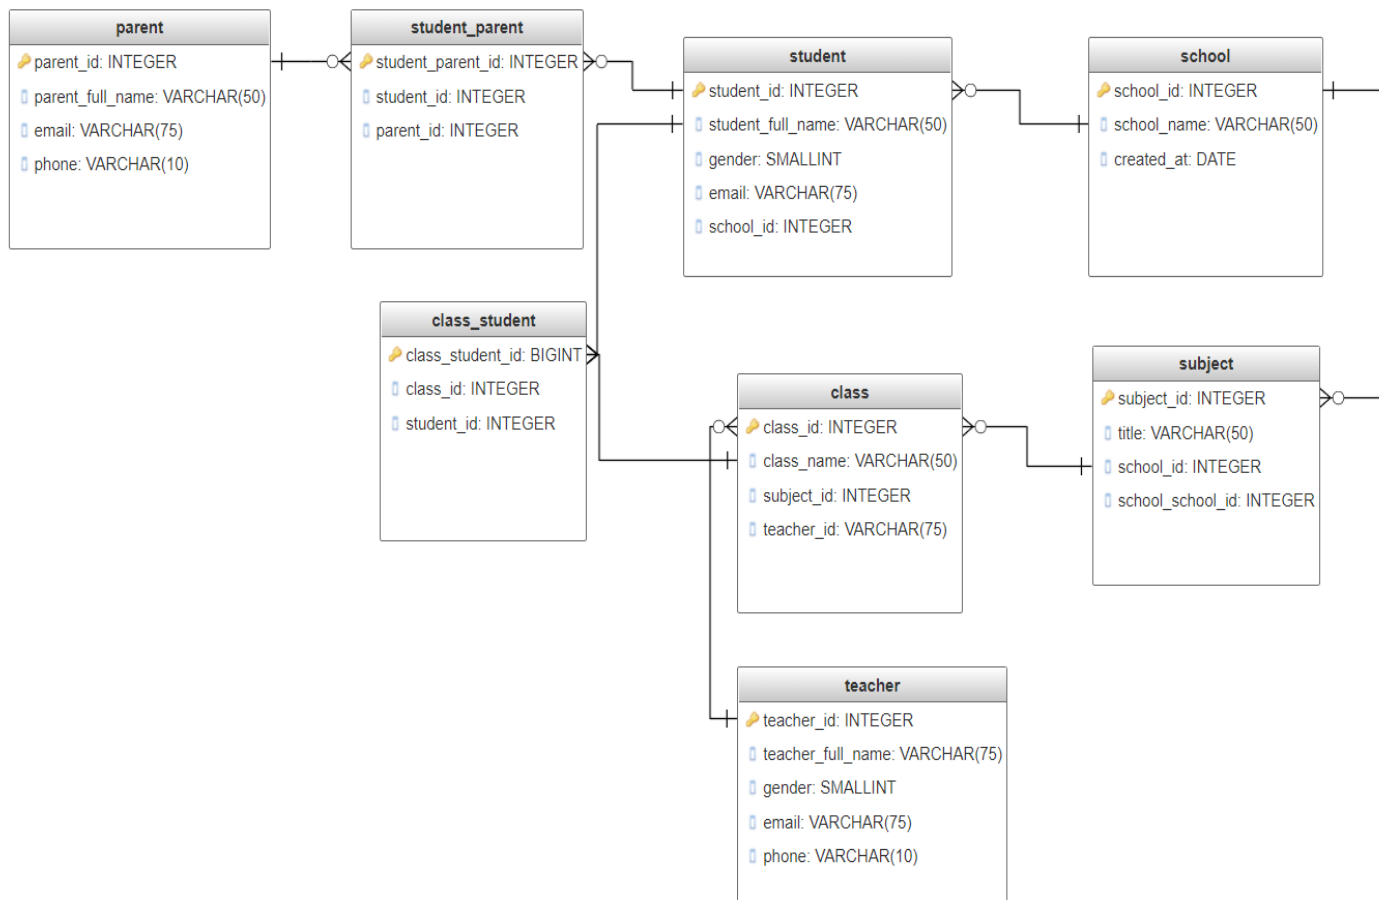 parent
parent_id: INTEGER
parent_full_name: VARCHAR(50)
email: VARCHAR(75)
phone: VARCHAR(10)
student_parent
student_parent_id: INTEGER
student_id: INTEGER
parent_id: INTEGER
student
student_id: INTEGER
student_full_name: VARCHAR(50)
gender: SMALLINT
email: VARCHAR(75)
school_id: INTEGER
school
school_id: INTEGER
school_name: VARCHAR(50)
created_at: DATE
class_student
class_student_id: BIGINT
class_id: INTEGER
student_id: INTEGER
class
class_id: INTEGER
class_name: VARCHAR(50)
subject_id: INTEGER
teacher_id: VARCHAR(75)
subject
subject_id: INTEGER
title: VARCHAR(50)
school_id: INTEGER
school_school_id: INTEGER
teacher
teacher_id: INTEGER
teacher_full_name: VARCHAR(75)
gender: SMALLINT
email: VARCHAR(75)
phone: VARCHAR(10)